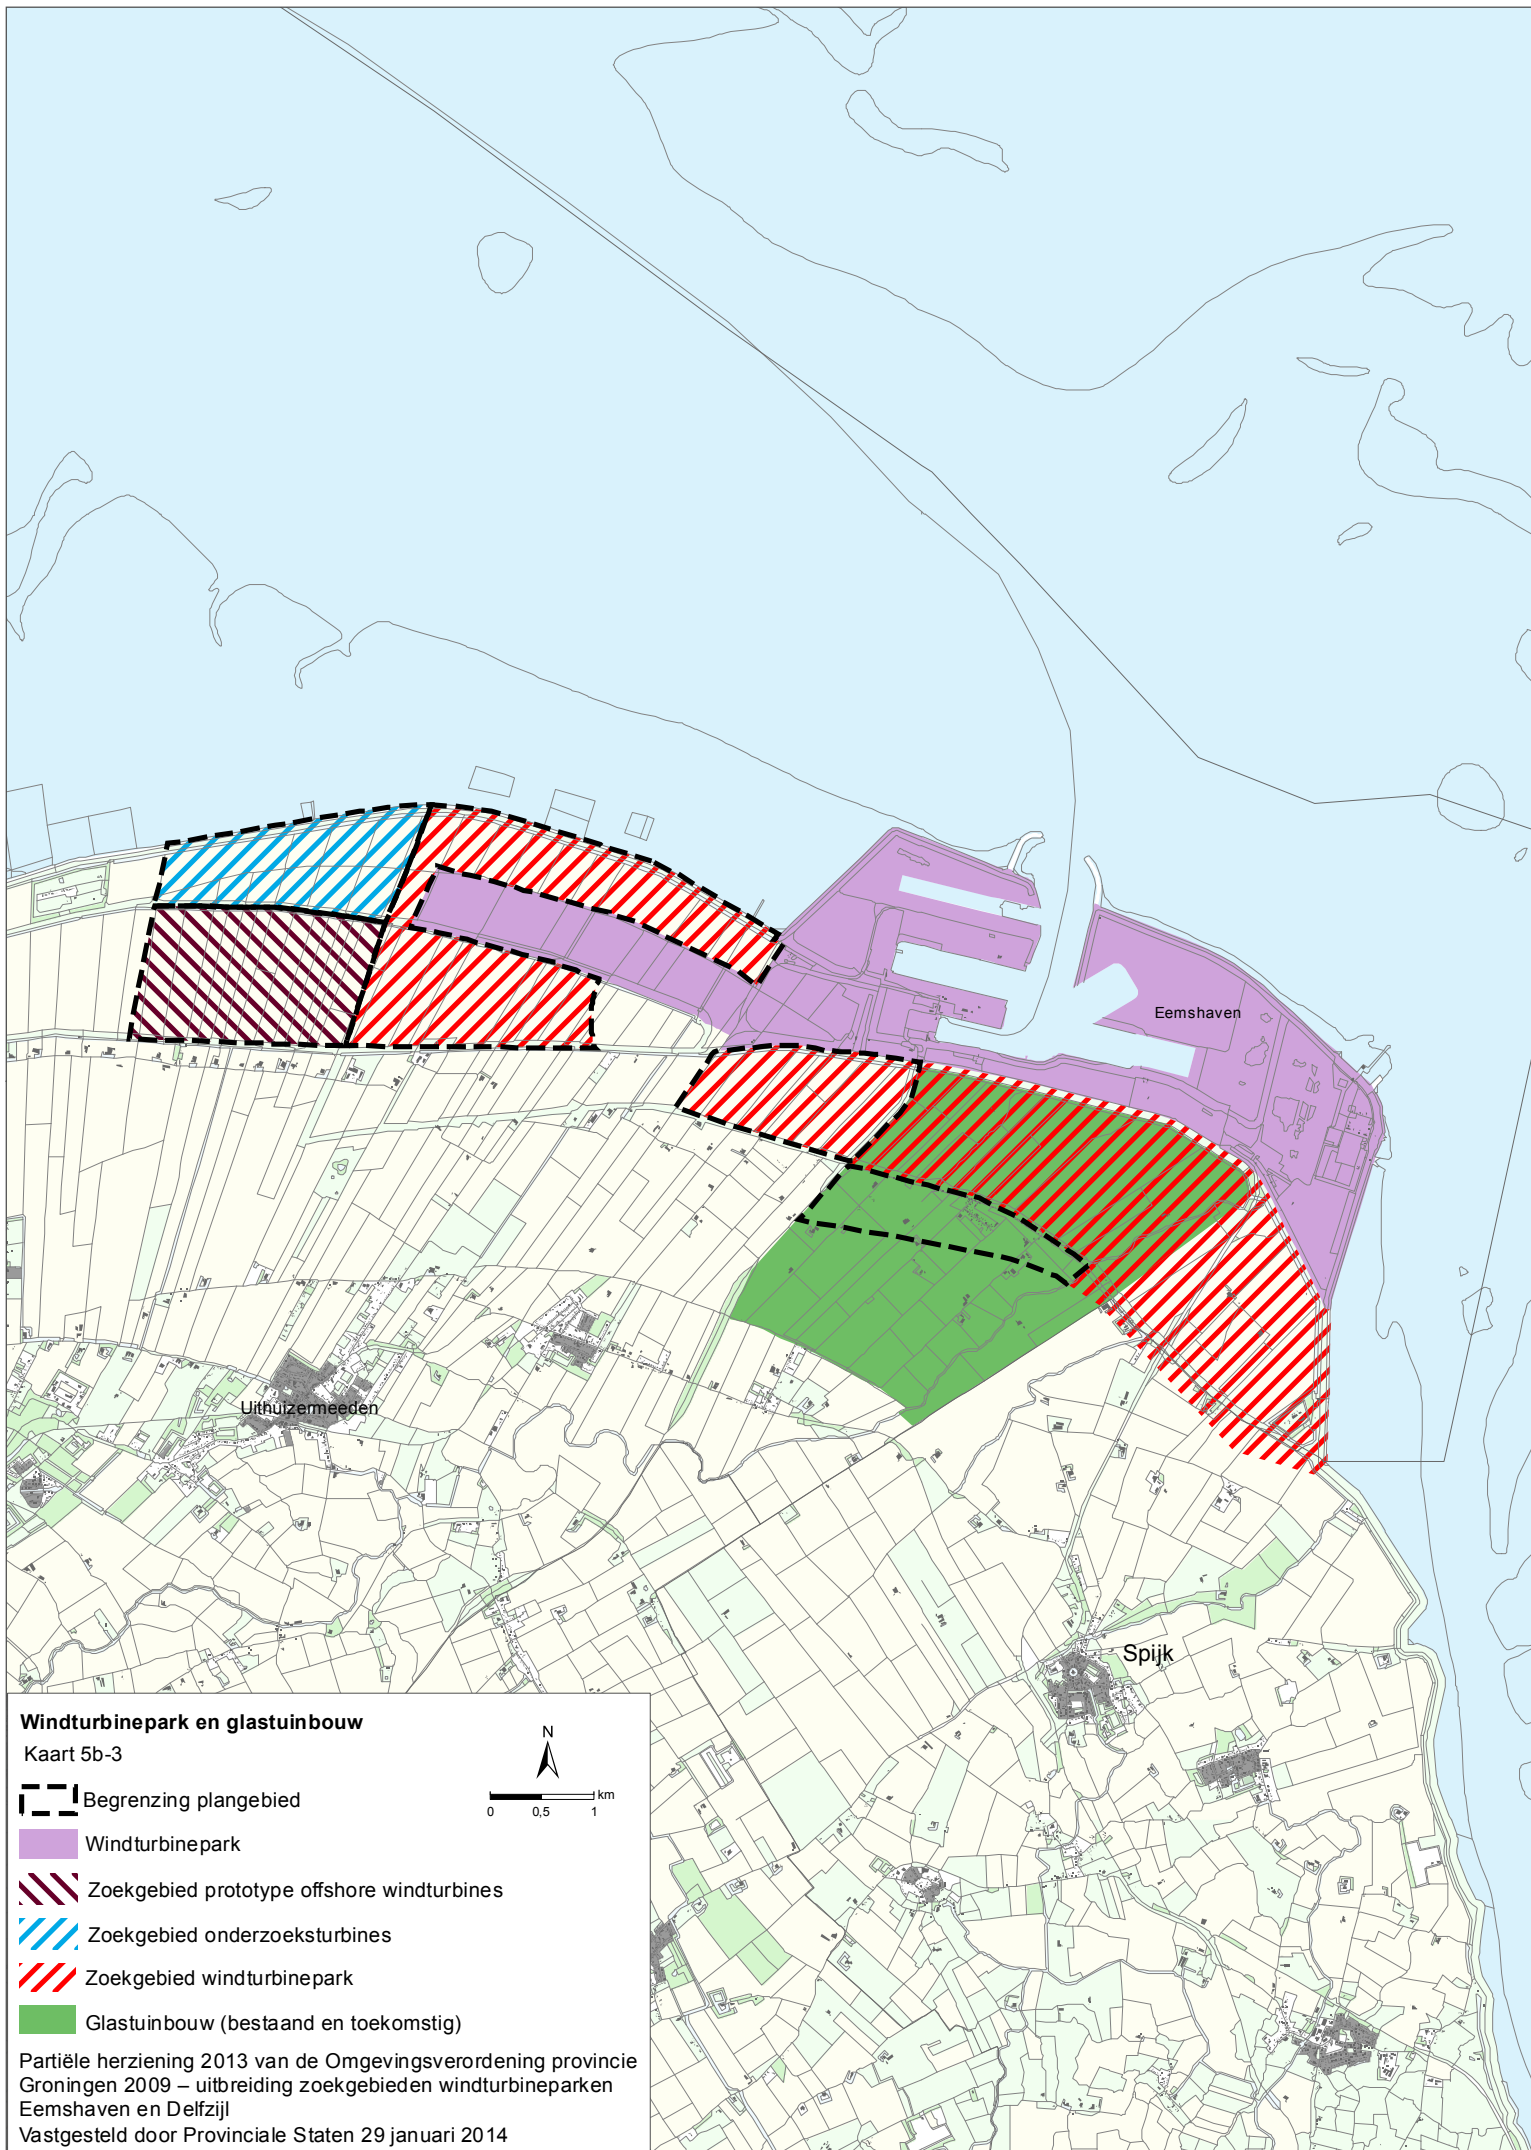 Eemshaven
Uithuizermeeden
Spijk
Windturbinepark en glastuinbouw
Kaart 5b-3
N
km
0 0,5 1
Begrenzing plangebied
Windturbinepark
Zoekgebied prototype offshore windturbines
Zoekgebied onderzoeksturbines
Zoekgebied windturbinepark
Glastuinbouw (bestaand en toekomstig)
Partiële herziening 2013 van de Omgevingsverordening provincie
Groningen 2009 – uitbreiding zoekgebieden windturbineparken
Eemshaven en Delfzijl
Vastgesteld door Provinciale Staten 29 januari 2014